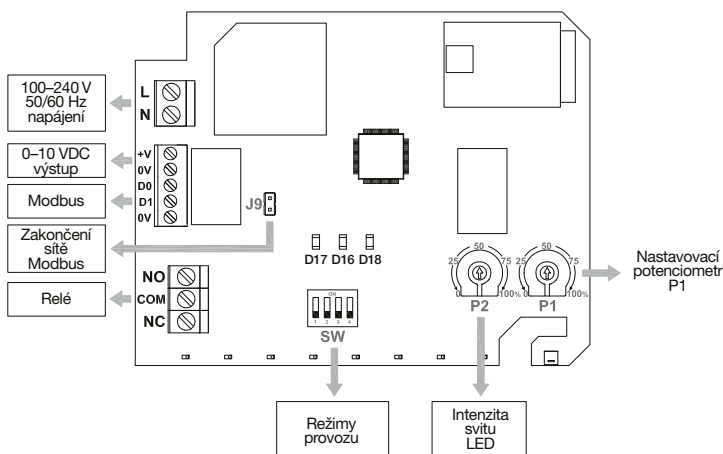 100–240 V
50/60 Hz
napájení
L
N
0–10 VDC
výstup
+V
0V
D0
D1
0V
Modbus
J9
Zakončení
sítě
Modbus
NO
COM
NC
Relé
D17 D16 D18
ON
1 2 3 4
SW
0 25 50 75 100%
P2
0 25 50 75 100%
P1
Nastavovací
potenciometr
P1
Režimy
provozu
Intenzita
svitu
LED